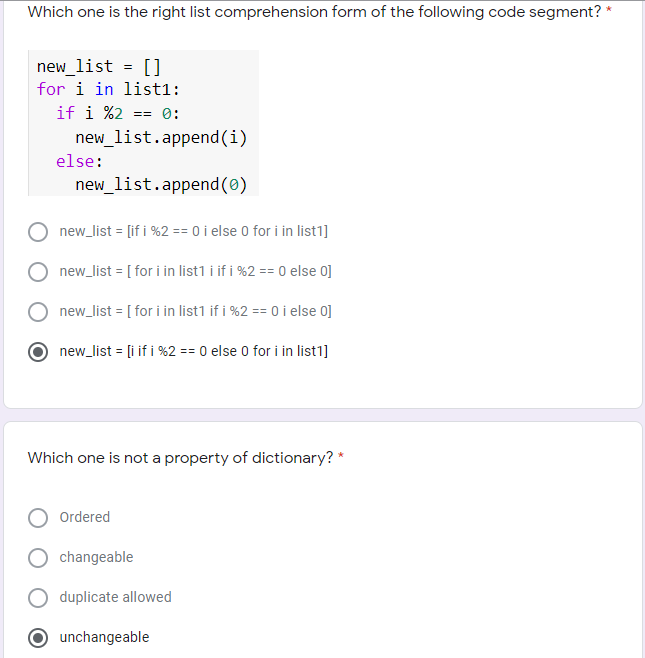 Which one is the right list comprehension form of the following code segment? *
new_list = []
for i in list1:
  if i %2 == 0:
    new_list.append(i)
  else:
    new_list.append(0)
new_list = [if i %2 == 0 i else 0 for i in list1]
new_list = [ for i in list1 i if i %2 == 0 else 0]
new_list = [ for i in list1 if i %2 == 0 i else 0]
new_list = [i if i %2 == 0 else 0 for i in list1]
Which one is not a property of dictionary? *
Ordered
changeable
duplicate allowed
unchangeable